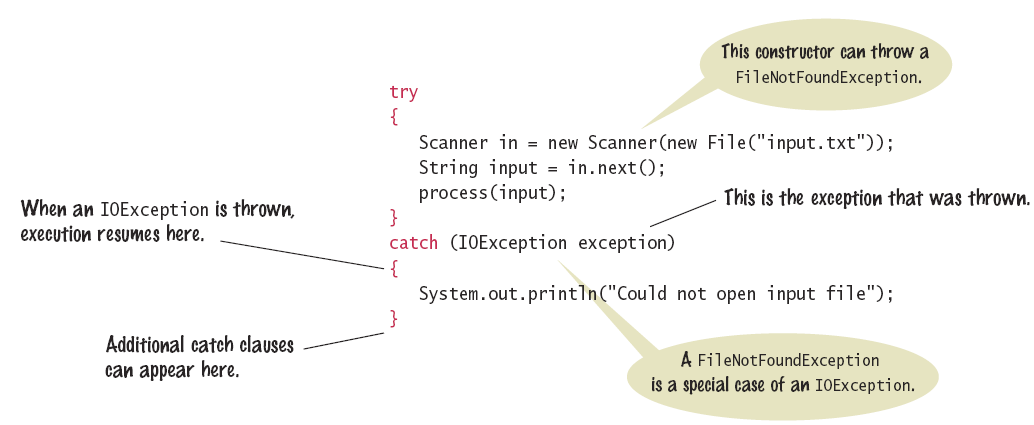 This constructor can throw a
FileNotFoundException.
try
{
Scanner in = new Scanner(new File("input.txt"));
String input = in.next();
process(input);
}
This is the exception that was thrown.
When an IOException is thrown,
execution resumes here.
catch (IOException exception)
{
System.out.println("Could not open input file");
}
Additional catch clauses
can appear here.
A FileNotFoundException
is a special case of an IOException.